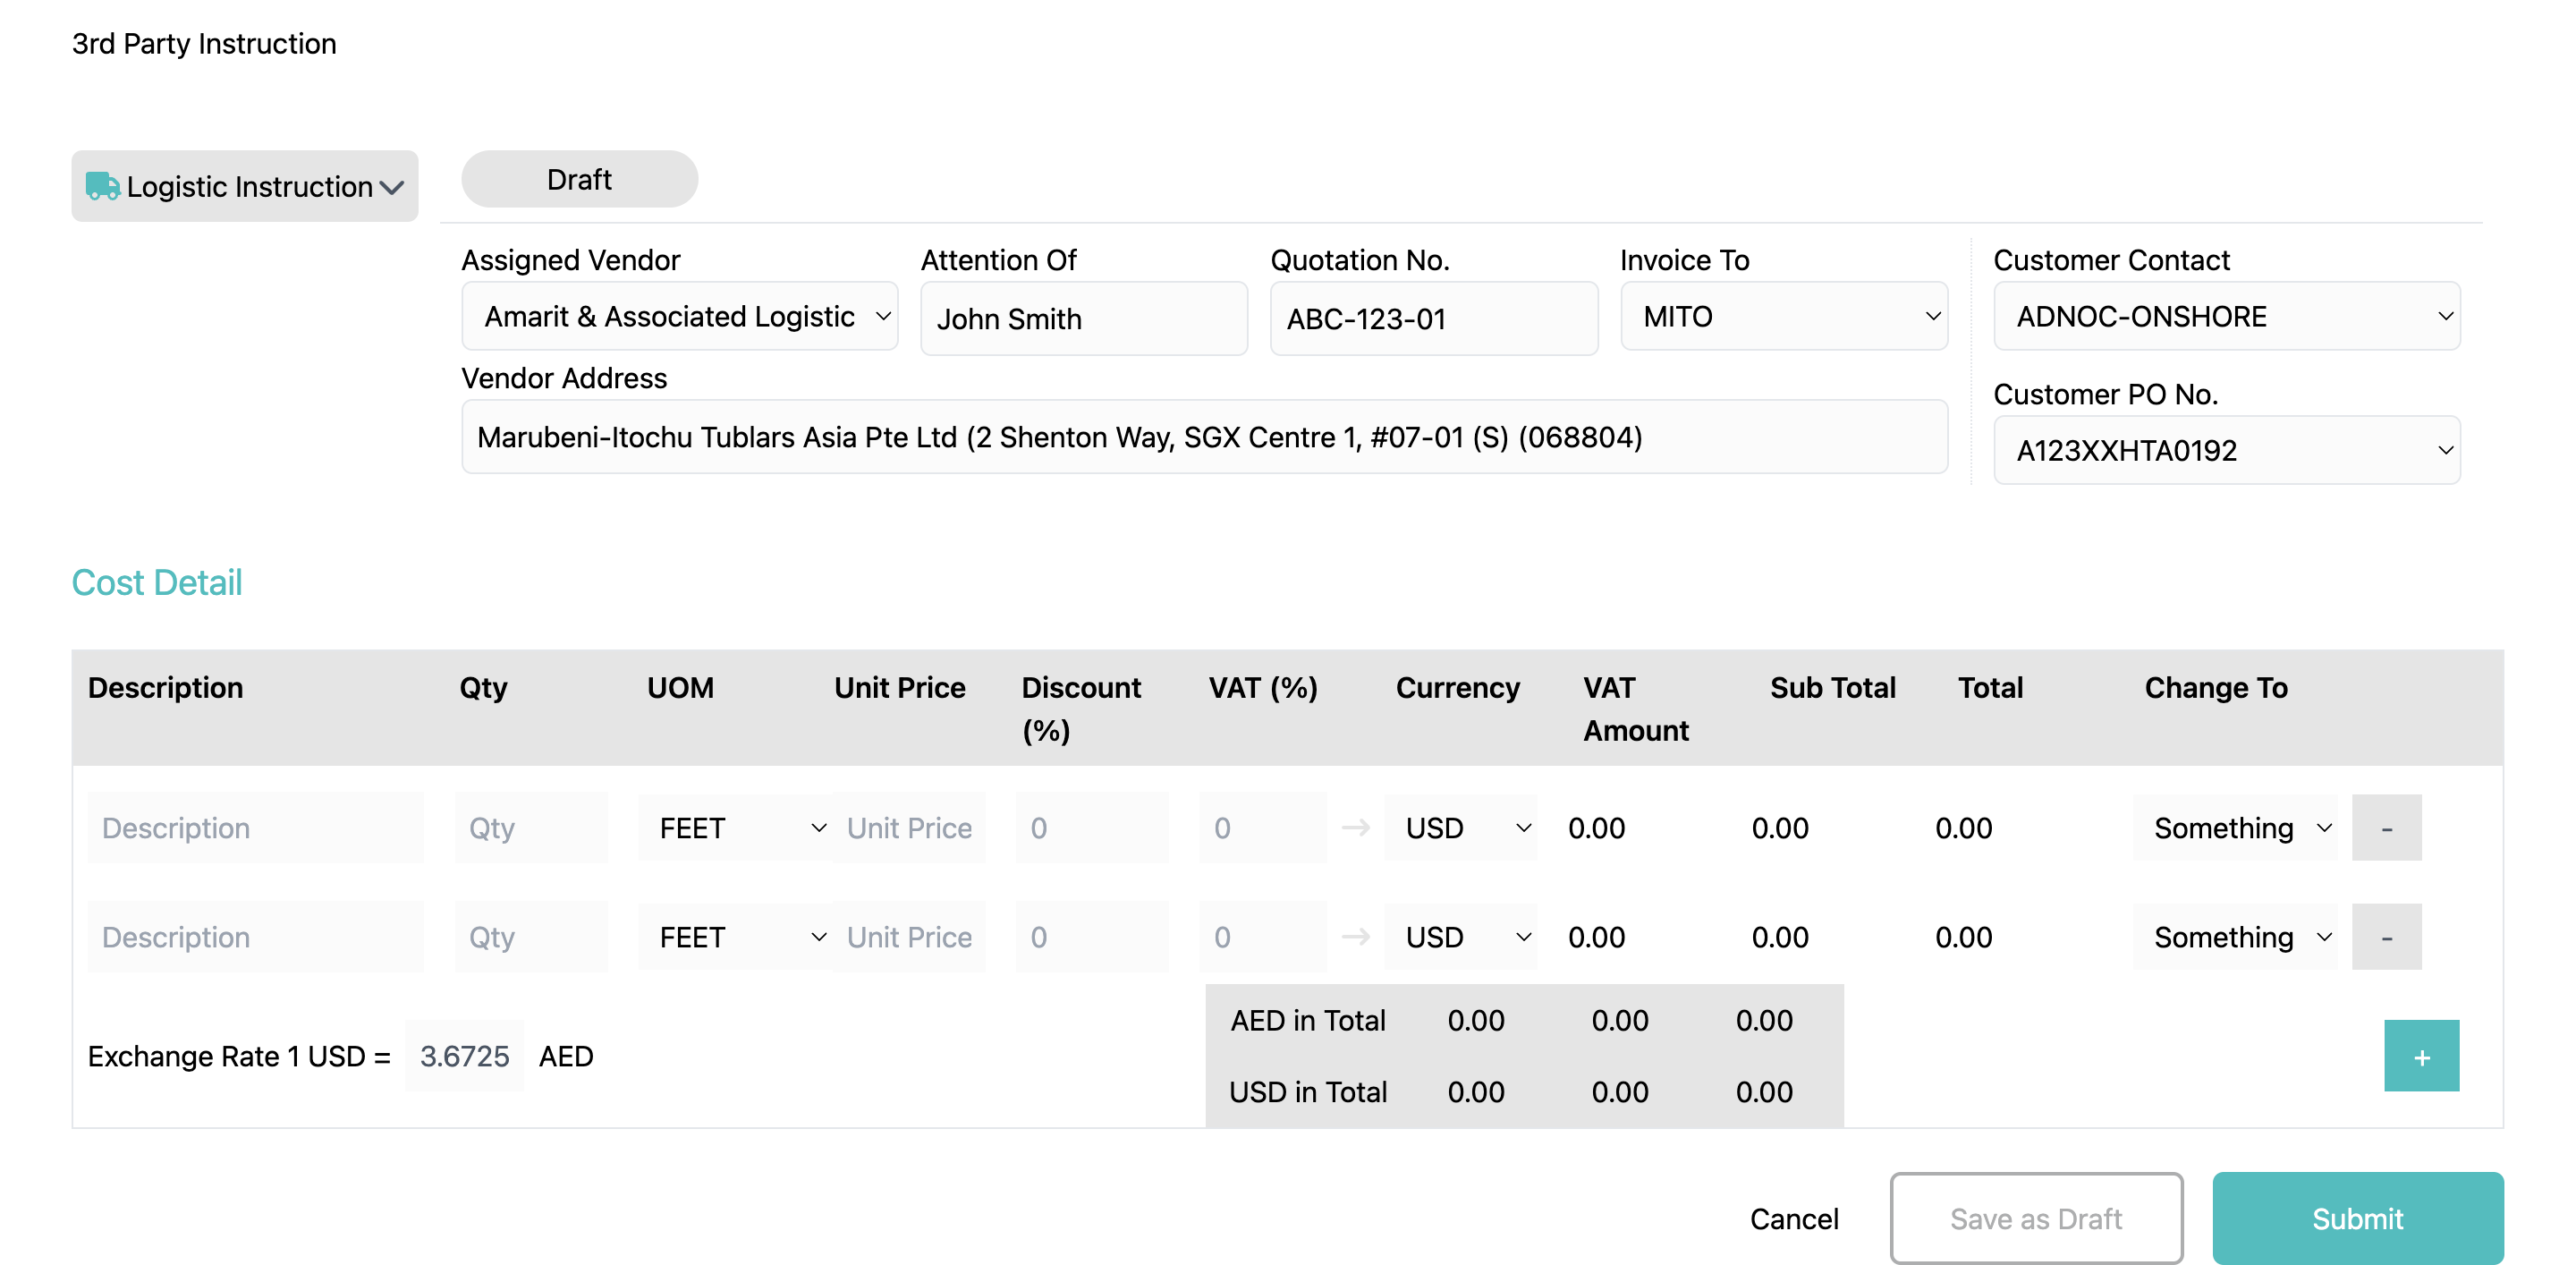 3rd Party Instruction
Logistic Instruction
Draft
Assigned Vendor
Attention Of
Quotation No.
Invoice To
Customer Contact
Amarit & Associated Logistic
John Smith
ABC-123-01
MITO
ADNOC-ONSHORE
Vendor Address
Customer PO No.
Marubeni-Itochu Tublars Asia Pte Ltd (2 Shenton Way, SGX Centre 1, #07-01 (S) (068804)
A123XXHTA0192
Cost Detail
Description Qty UOM Unit Price Discount (%) VAT (%) Currency VAT Amount Sub Total Total Change To
Description Qty FEET Unit Price 0 0 → USD 0.00 0.00 0.00 Something -
Description Qty FEET Unit Price 0 0 → USD 0.00 0.00 0.00 Something -
AED in Total 0.00 0.00 0.00
Exchange Rate 1 USD = 3.6725 AED
+
USD in Total 0.00 0.00 0.00
Cancel Save as Draft Submit